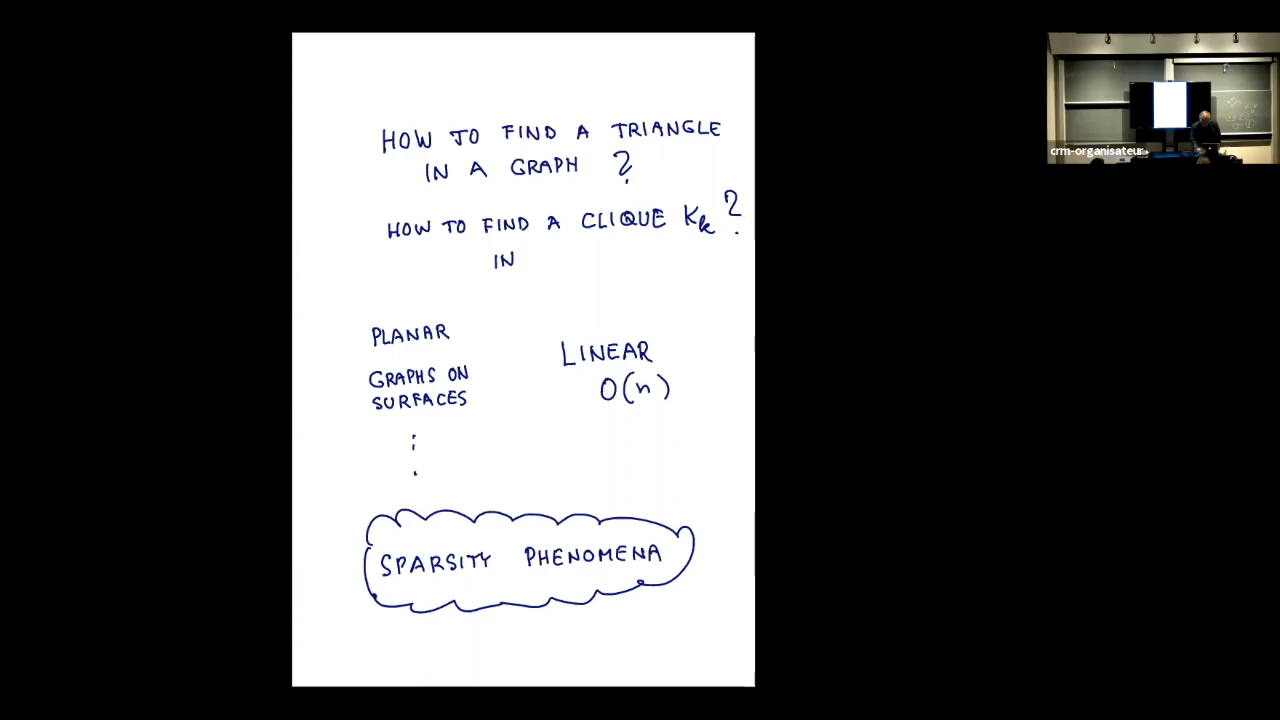 HOW TO FIND A TRIANGLE
IN A GRAPH ?
HOW TO FIND A CLIQUE Kk ?
IN
PLANAR
GRAPHS ON
SURFACES
⋮
LINEAR
O(n)
SPARSITY PHENOMENA
crm-organisateur